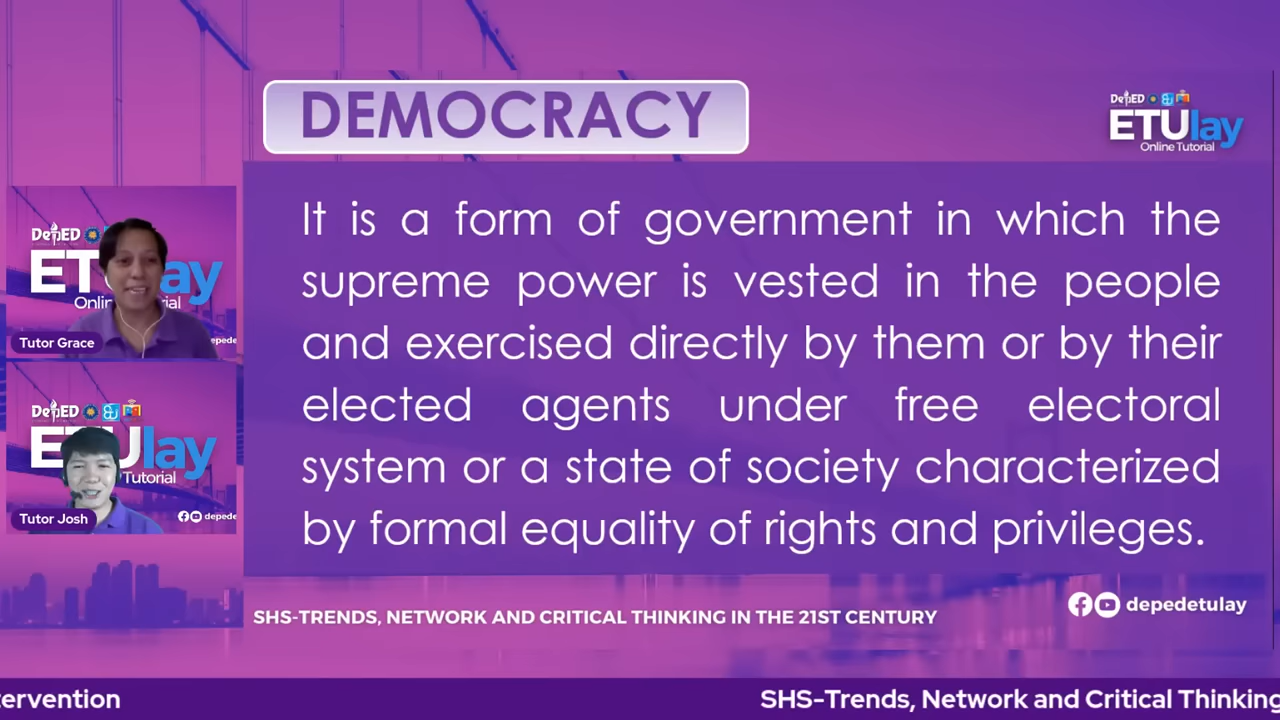 DEMOCRACY
DepED
ETUlay
Online Tutorial
It is a form of government in which the
supreme power is vested in the people
and exercised directly by them or by their
elected agents under free electoral
system or a state of society characterized
by formal equality of rights and privileges.
DepED
Tutor Grace
DepED
Tutorial
Tutor Josh
depede
SHS-TRENDS, NETWORK AND CRITICAL THINKING IN THE 21ST CENTURY
depedetulay
tervention
SHS-Trends, Network and Critical Thinking